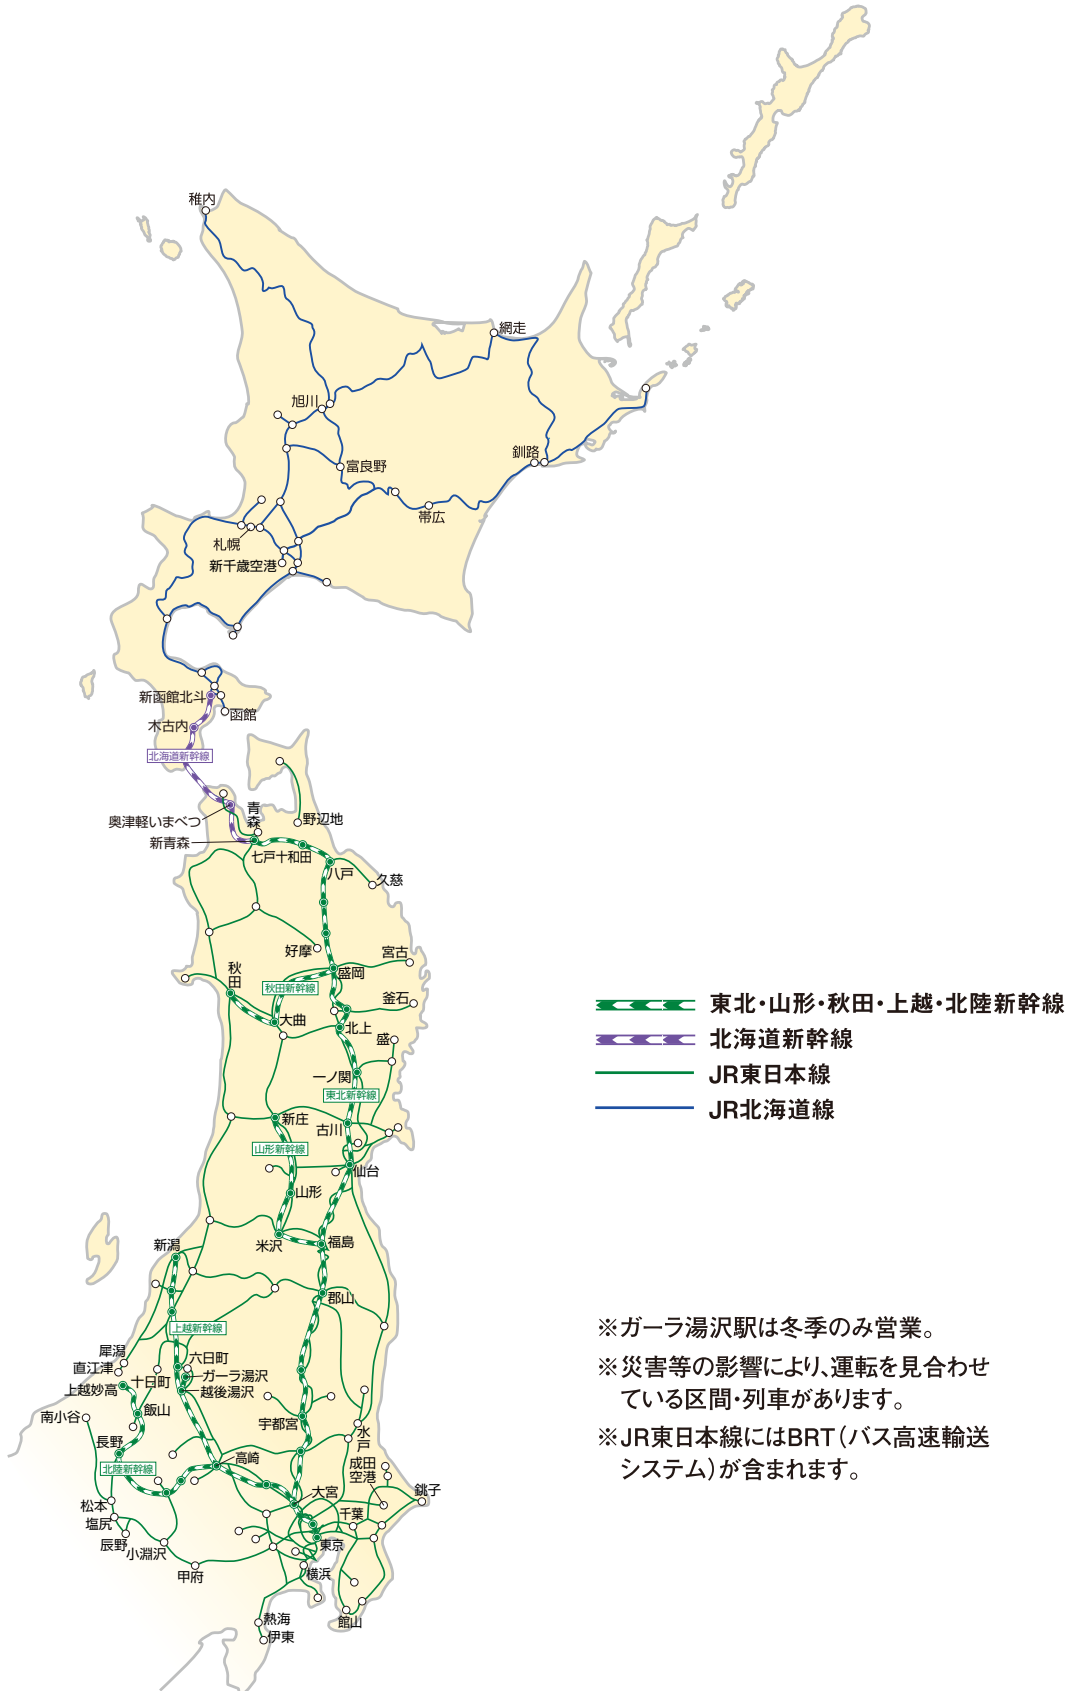 稚内
網走
旭川
富良野
釧路
帯広
札幌
新千歳空港
新函館北斗
函館
木古内
北海道新幹線
奥津軽いまべつ
青森
野辺地
新青森
七戸十和田
八戸
久慈
好摩
宮古
秋田
盛岡
秋田新幹線
釜石
大曲
北上
盛
一ノ関
東北新幹線
新庄
古川
山形新幹線
仙台
山形
米沢
福島
新潟
郡山
上越新幹線
犀潟
直江津
六日町
ガーラ湯沢
十日町
上越妙高
越後湯沢
飯山
南小谷
宇都宮
水戸
長野
高崎
北陸新幹線
成田
空港
大宮
銚子
松本
千葉
塩尻
辰野
小淵沢
東京
甲府
横浜
熱海
館山
伊東
東北・山形・秋田・上越・北陸新幹線
北海道新幹線
JR東日本線
JR北海道線
※ガーラ湯沢駅は冬季のみ営業。
※災害等の影響により、運転を見合わせ
ている区間・列車があります。
※JR東日本線にはBRT(バス高速輸送
システム)が含まれます。